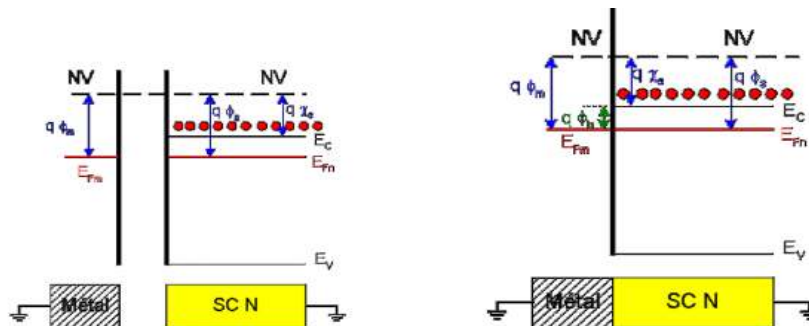 NV NV
q ϕm q ϕs q χs
EC
EFm EFn
EV
Métal SC N
NV NV
q ϕm q χs q ϕs
q ϕb EC
EFm EFn
EV
Métal SC N